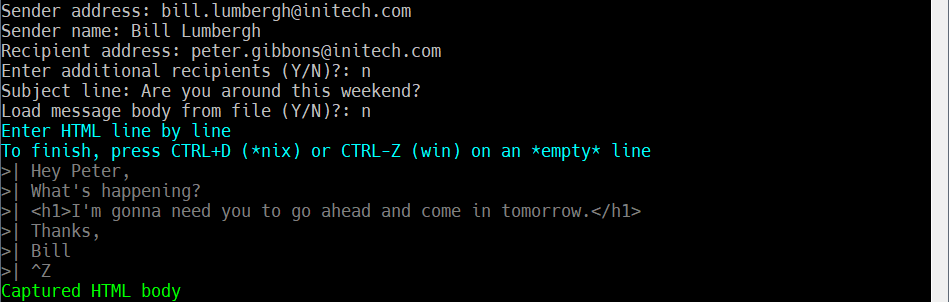 Sender address: bill.lumbergh@initech.com
Sender name: Bill Lumbergh
Recipient address: peter.gibbons@initech.com
Enter additional recipients (Y/N)?: n
Subject line: Are you around this weekend?
Load message body from file (Y/N)?: n
Enter HTML line by line
To finish, press CTRL+D (*nix) or CTRL-Z (win) on an *empty* line
>| Hey Peter,
>| What's happening?
>| <h1>I'm gonna need you to go ahead and come in tomorrow.</h1>
>| Thanks,
>| Bill
>| ^Z
Captured HTML body